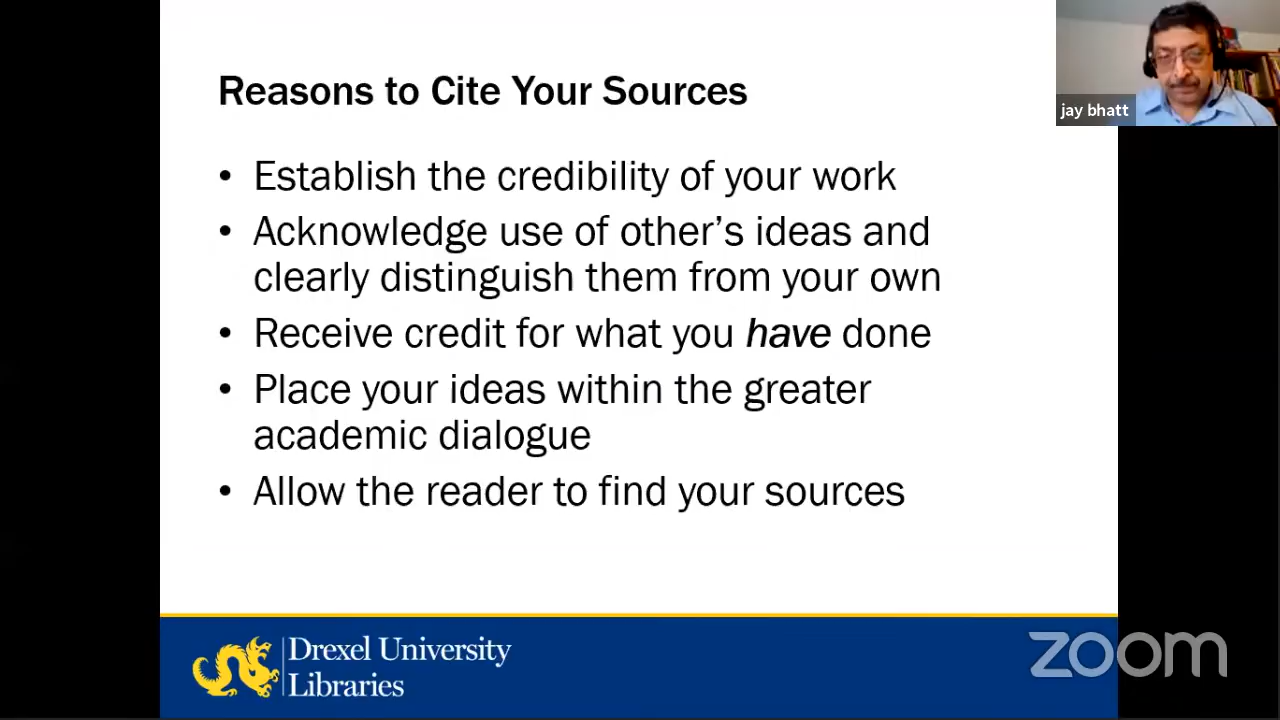 Reasons to Cite Your Sources
jay bhatt
• Establish the credibility of your work
• Acknowledge use of other’s ideas and
clearly distinguish them from your own
• Receive credit for what you have done
• Place your ideas within the greater
academic dialogue
• Allow the reader to find your sources
Drexel University
Libraries
zoom